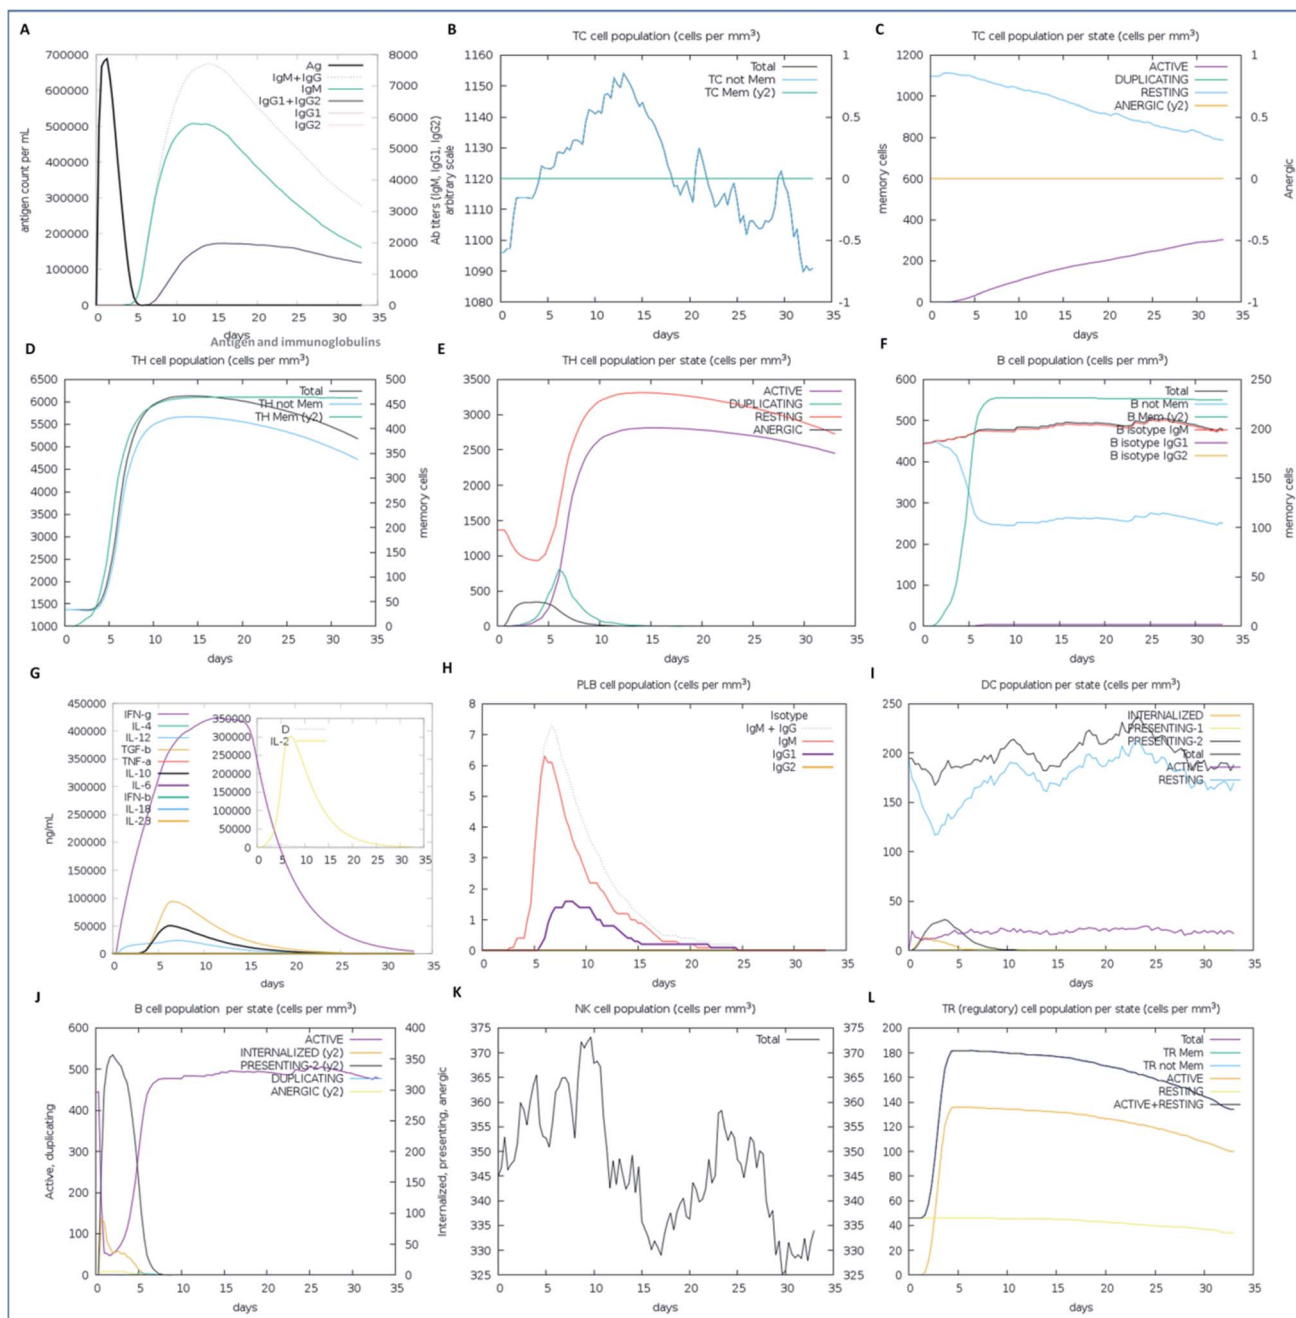 A
700000
600000
500000
400000
300000
200000
100000
0
antigen count per mL
Ag
IgM+IgG
IgM
IgG1+IgG2
IgG1
IgG2
8000
7000
6000
5000
4000
3000
2000
1000
0
Ab titers (IgM, IgG1, IgG2)
arbitrary scale
0 5 10 15 20 25 30 35
days
Antigen and immunoglobulins
B
TC cell population (cells per mm³)
1160
1150
1140
1130
1120
1110
1100
1090
1080
Total
TC not Mem
TC Mem (y2)
1
0.5
0
-0.5
-1
0 5 10 15 20 25 30 35
days
C
TC cell population per state (cells per mm³)
1200
1000
800
600
400
200
0
memory cells
ACTIVE
DUPLICATING
RESTING
ANERGIC (y2)
1
0.5
0
-0.5
-1
Anergic
0 5 10 15 20 25 30 35
days
D
TH cell population (cells per mm³)
6500
6000
5500
5000
4500
4000
3500
3000
2500
2000
1500
1000
Total
TH not Mem
TH Mem (y2)
500
450
400
350
300
250
200
150
100
50
0
memory cells
0 5 10 15 20 25 30 35
days
E
TH cell population per state (cells per mm³)
3500
3000
2500
2000
1500
1000
500
0
ACTIVE
DUPLICATING
RESTING
ANERGIC
0 5 10 15 20 25 30 35
days
F
B cell population (cells per mm³)
600
500
400
300
200
100
0
Total
B not Mem
B Mem (y2)
B isotype IgM
B isotype IgG1
B isotype IgG2
250
200
150
100
50
0
memory cells
0 5 10 15 20 25 30 35
days
G
450000
400000
350000
300000
250000
200000
150000
100000
50000
0
ng/mL
IFN-g
IL-4
IL-12
TGF-b
TNF-a
IL-10
IL-6
IFN-b
IL-18
IL-23
350000
300000
250000
200000
150000
100000
50000
0
D
IL-2
0 5 10 15 20 25 30 35
0 5 10 15 20 25 30 35
days
H
PLB cell population (cells per mm³)
8
7
6
5
4
3
2
1
0
Isotype
IgM + IgG
IgM
IgG1
IgG2
0 5 10 15 20 25 30 35
days
I
DC population per state (cells per mm³)
250
200
150
100
50
0
INTERNALIZED
PRESENTING-1
PRESENTING-2
Total
ACTIVE
RESTING
0 5 10 15 20 25 30 35
days
J
B cell population per state (cells per mm³)
600
500
400
300
200
100
0
Active, duplicating
ACTIVE
INTERNALIZED (y2)
PRESENTING-2 (y2)
DUPLICATING
ANERGIC (y2)
400
350
300
250
200
150
100
50
0
Internalized, presenting, anergic
0 5 10 15 20 25 30 35
days
K
NK cell population (cells per mm³)
375
370
365
360
355
350
345
340
335
330
325
Total
375
370
365
360
355
350
345
340
335
330
325
0 5 10 15 20 25 30 35
days
L
TR (regulatory) cell population per state (cells per mm³)
200
180
160
140
120
100
80
60
40
20
0
Total
TR Mem
TR not Mem
ACTIVE
RESTING
ACTIVE+RESTING
0 5 10 15 20 25 30 35
days